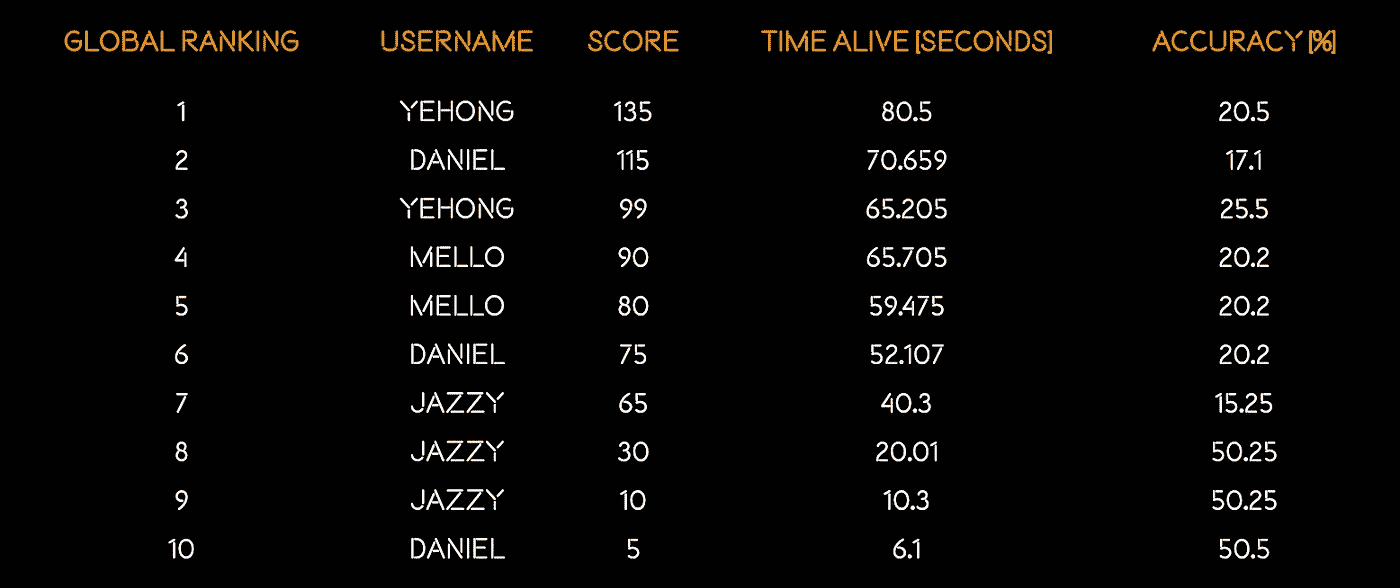 GLOBAL RANKING USERNAME SCORE TIME ALIVE [SECONDS] ACCURACY [%]
1 YEHONG 135 80.5 20.5
2 DANIEL 115 70.659 17.1
3 YEHONG 99 65.205 25.5
4 MELLO 90 65.705 20.2
5 MELLO 80 59.475 20.2
6 DANIEL 75 52.107 20.2
7 JAZZY 65 40.3 15.25
8 JAZZY 30 20.01 50.25
9 JAZZY 10 10.3 50.25
10 DANIEL 5 6.1 50.5